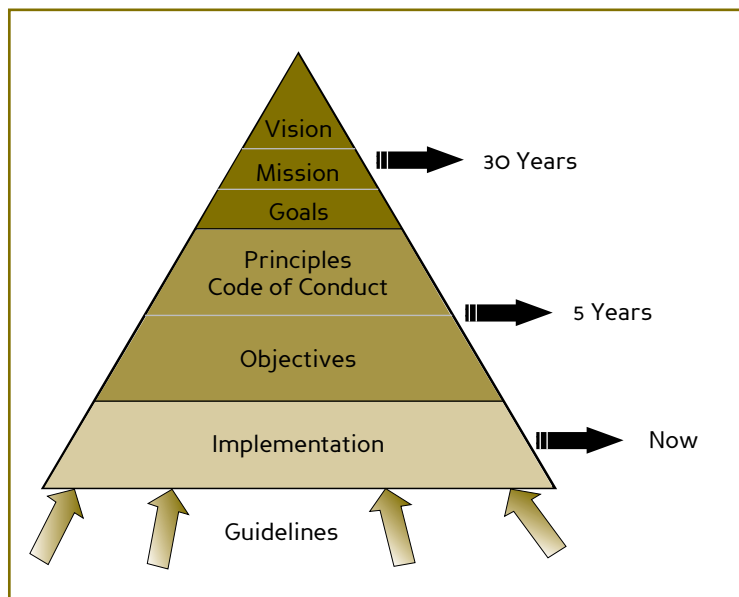 Vision
Mission
30 Years
Goals
Principles
Code of Conduct
5 Years
Objectives
Implementation
Now
Guidelines